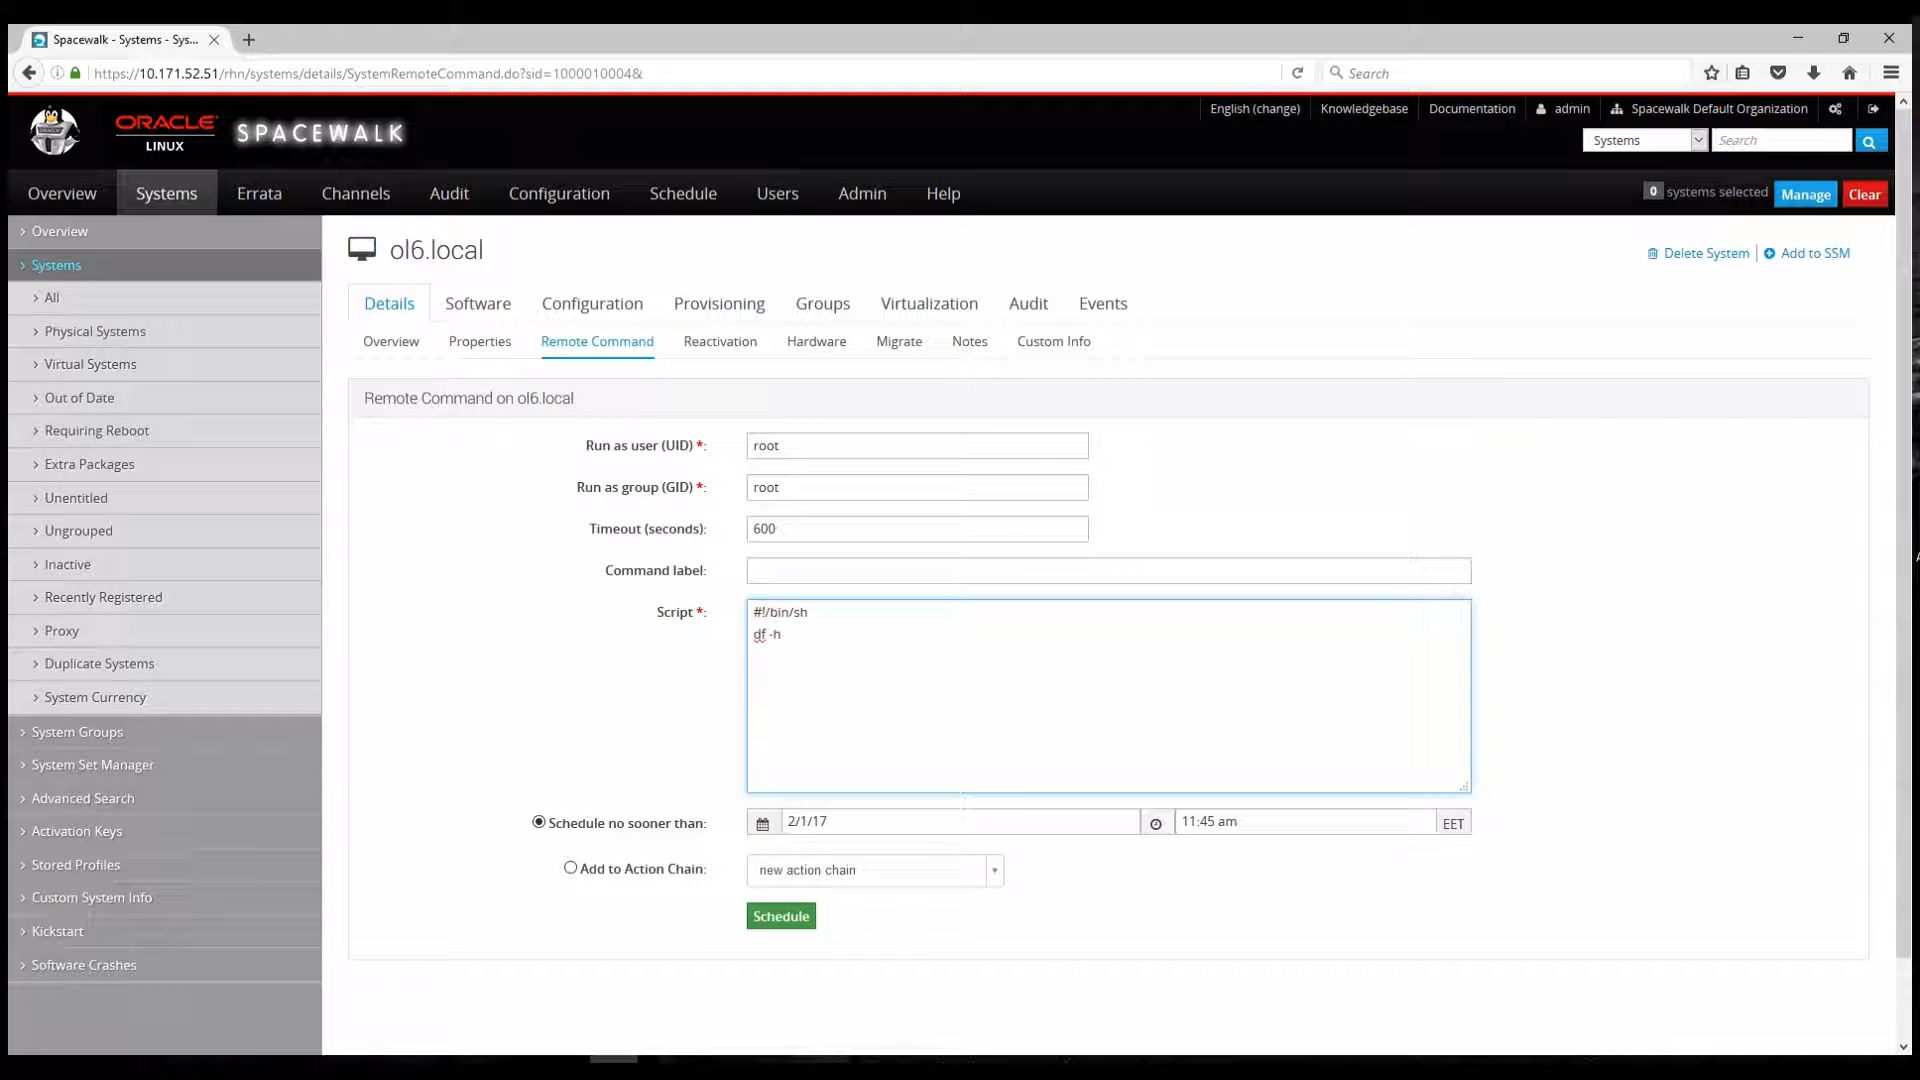 Spacewalk - Systems - Sys...
https://10.171.52.51/rhn/systems/details/SystemRemoteCommand.do?sid=1000010004&
Search
ORACLE
LINUX
SPACEWALK
English (change)
Knowledgebase
Documentation
admin
Spacewalk Default Organization
Systems
Search
Overview
Systems
Errata
Channels
Audit
Configuration
Schedule
Users
Admin
Help
0 systems selected
Manage
Clear
Overview
Systems
All
Physical Systems
Virtual Systems
Out of Date
Requiring Reboot
Extra Packages
Unentitled
Ungrouped
Inactive
Recently Registered
Proxy
Duplicate Systems
System Currency
System Groups
System Set Manager
Advanced Search
Activation Keys
Stored Profiles
Custom System Info
Kickstart
Software Crashes
ol6.local
Delete System
Add to SSM
Details
Software
Configuration
Provisioning
Groups
Virtualization
Audit
Events
Overview
Properties
Remote Command
Reactivation
Hardware
Migrate
Notes
Custom Info
Remote Command on ol6.local
Run as user (UID) *: root
Run as group (GID) *: root
Timeout (seconds): 600
Command label:
Script *:
#!/bin/sh
df -h
Schedule no sooner than: 2/1/17 11:45 am EET
Add to Action Chain: new action chain
Schedule